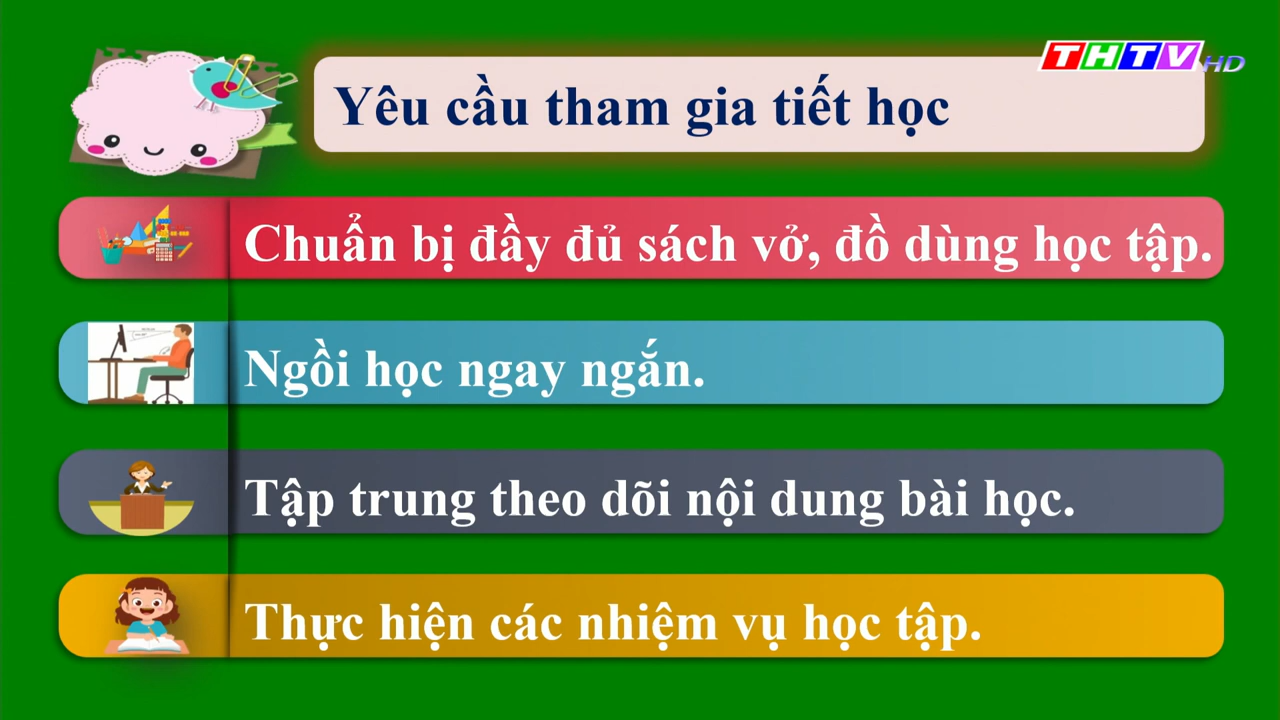 THTV HD
Yêu cầu tham gia tiết học
Chuẩn bị đầy đủ sách vở, đồ dùng học tập.
Ngồi học ngay ngắn.
Tập trung theo dõi nội dung bài học.
Thực hiện các nhiệm vụ học tập.